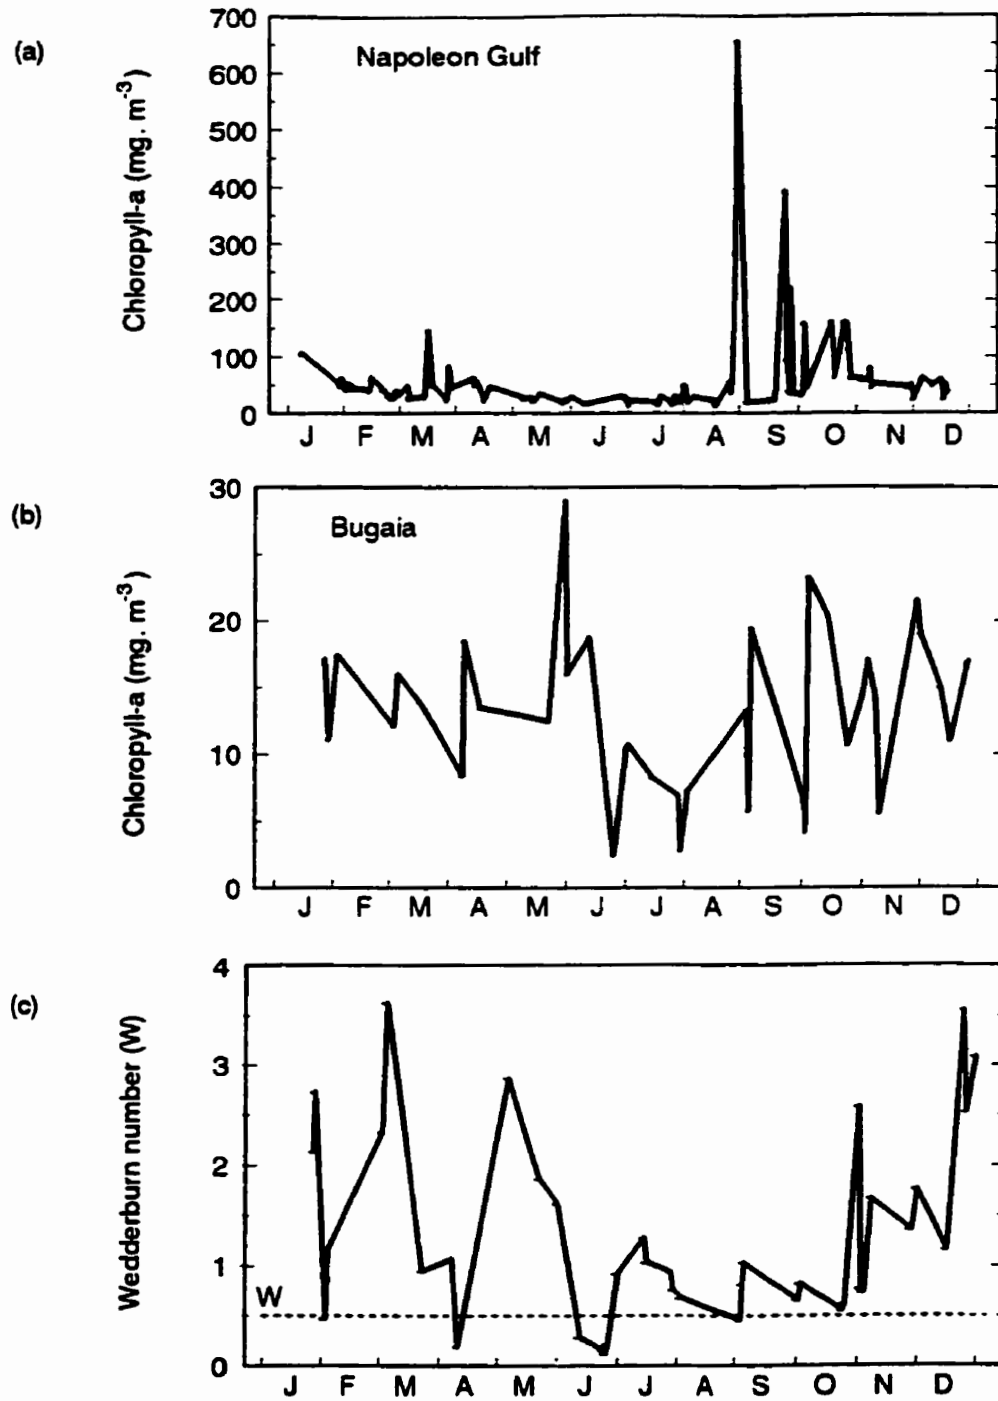 (a)
Napoleon Gulf
Chloropyll-a (mg. m-3)
700
600
500
400
300
200
100
0
J F M A M J J A S O N D
(b)
Bugaia
Chloropyll-a (mg. m-3)
30
20
10
0
J F M A M J J A S O N D
(c)
Wedderburn number (W)
4
3
2
1
0
W
J F M A M J J A S O N D